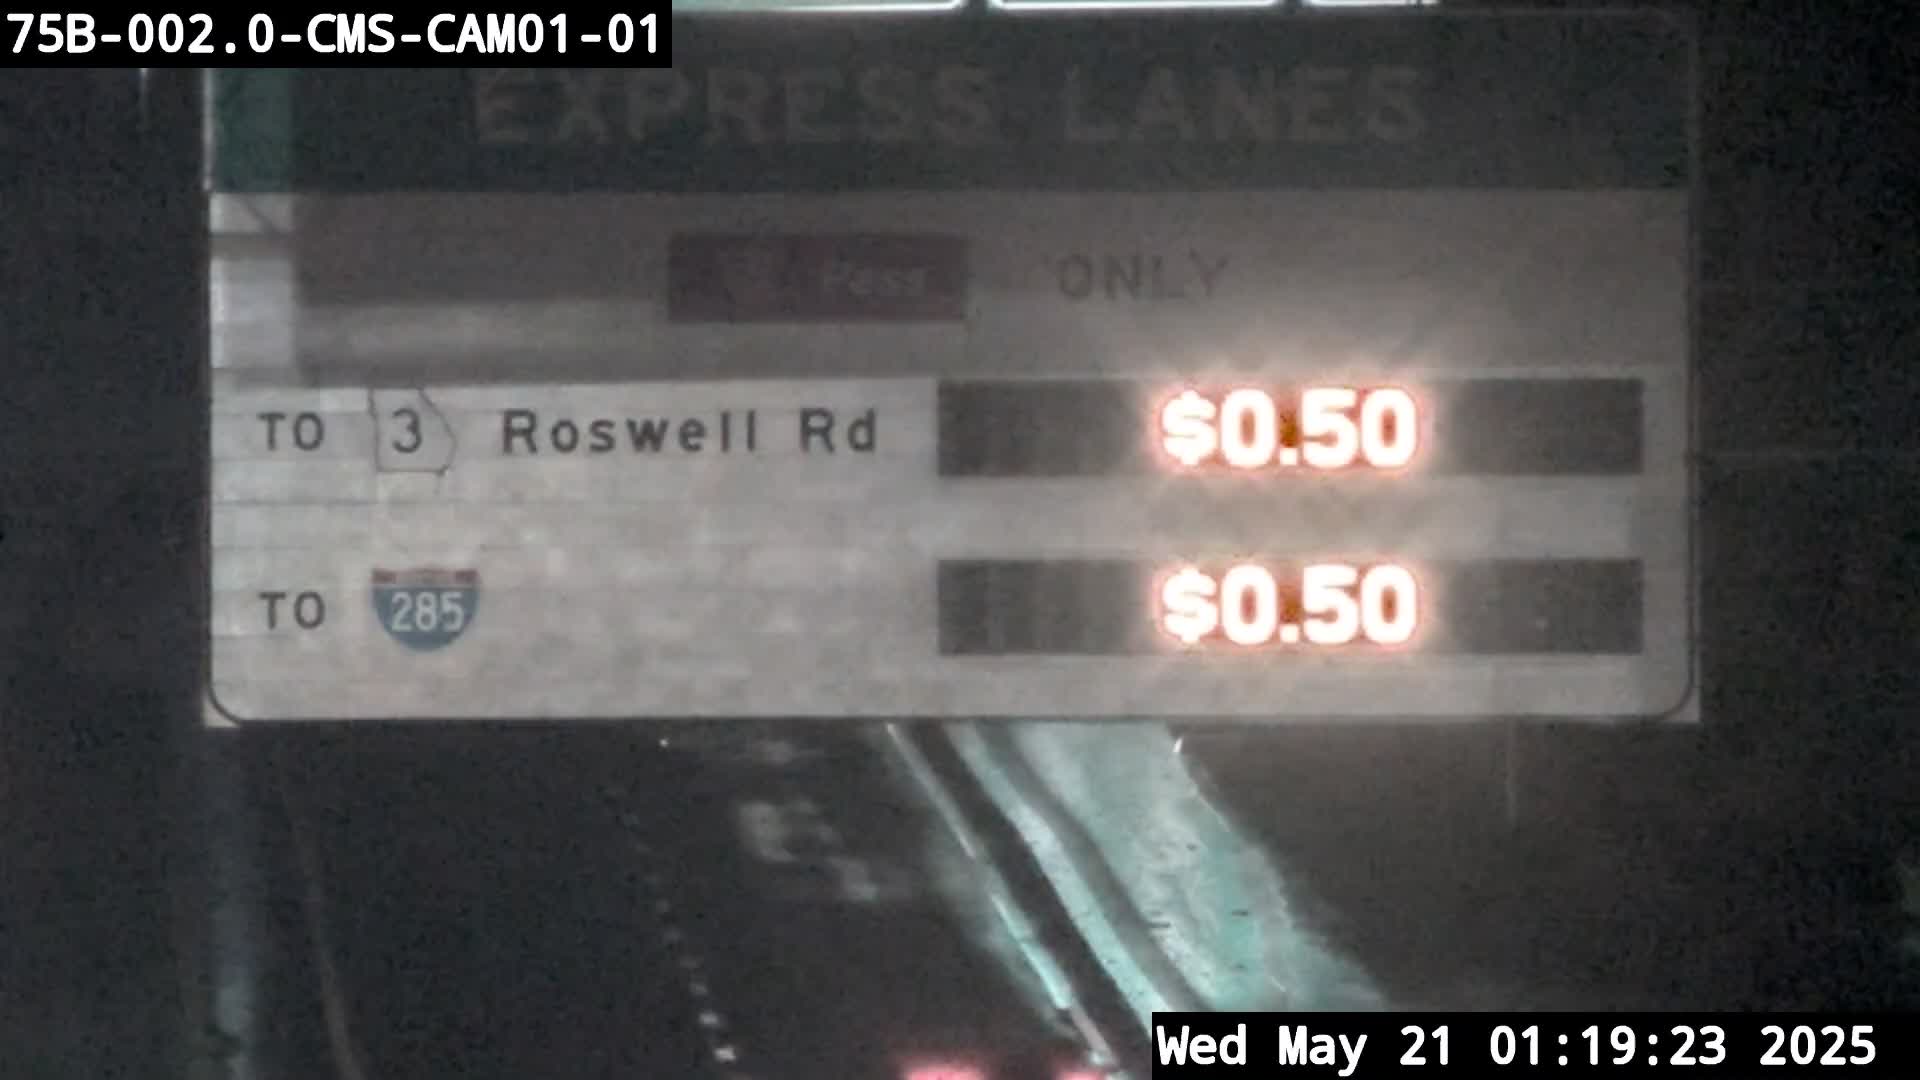 75B-002.0-CMS-CAM01-01
EXPRESS LANES
Pass ONLY
TO 3 Roswell Rd $0.50
TO 285 $0.50
Wed May 21 01:19:23 2025